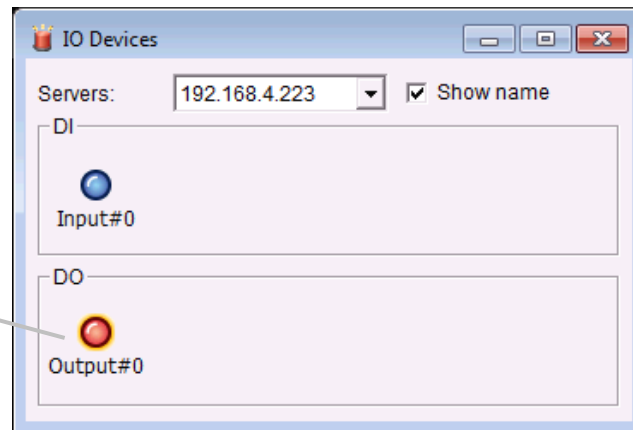 IO Devices
Servers: 192.168.4.223 Show name
DI
Input#0
DO
Output#0